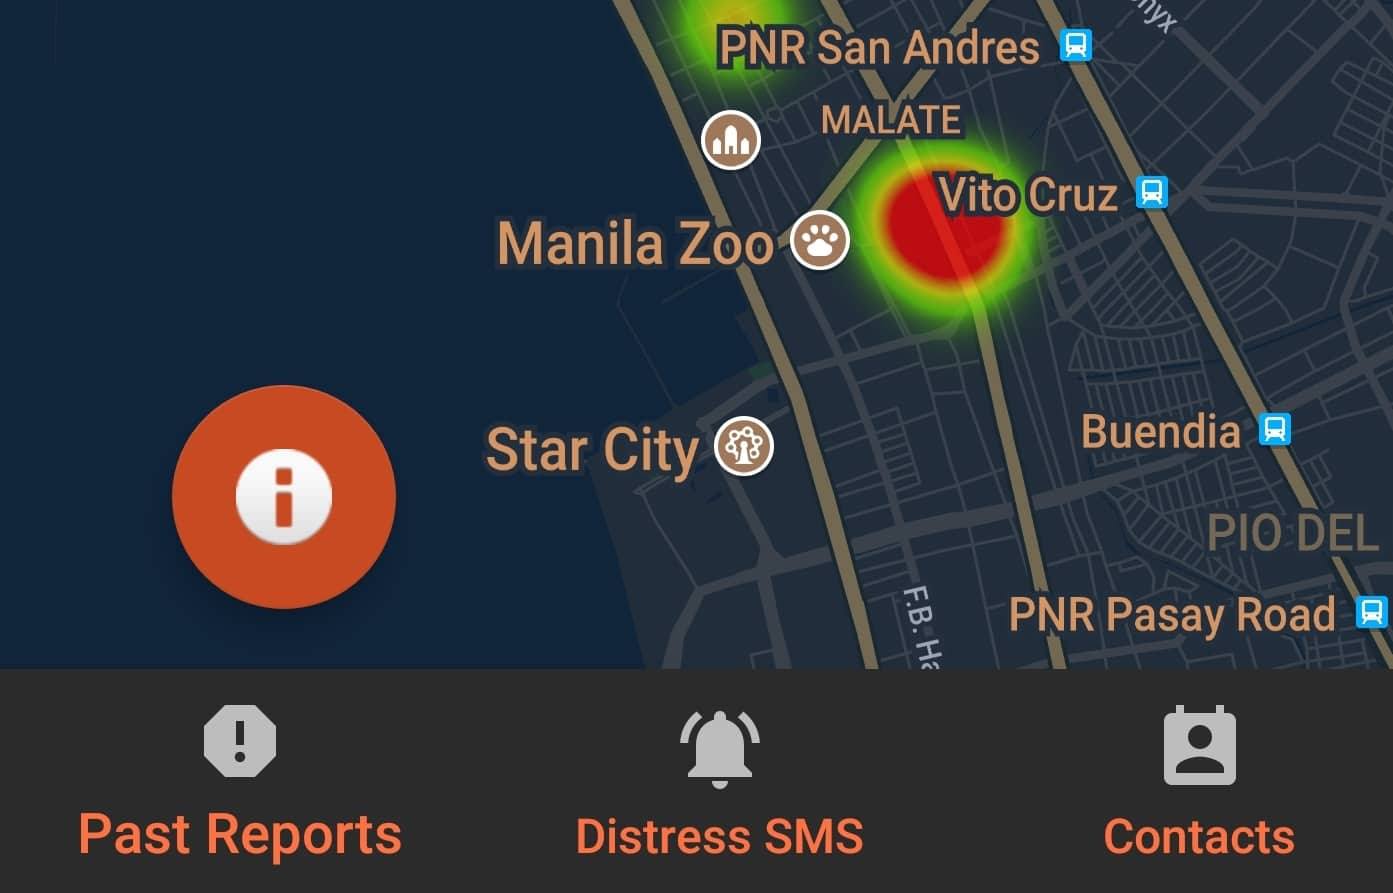 PNR San Andres
MALATE
Vito Cruz
Manila Zoo
Star City
Buendia
PIO DEL
PNR Pasay Road
F.B. Ha
Past Reports
Distress SMS
Contacts